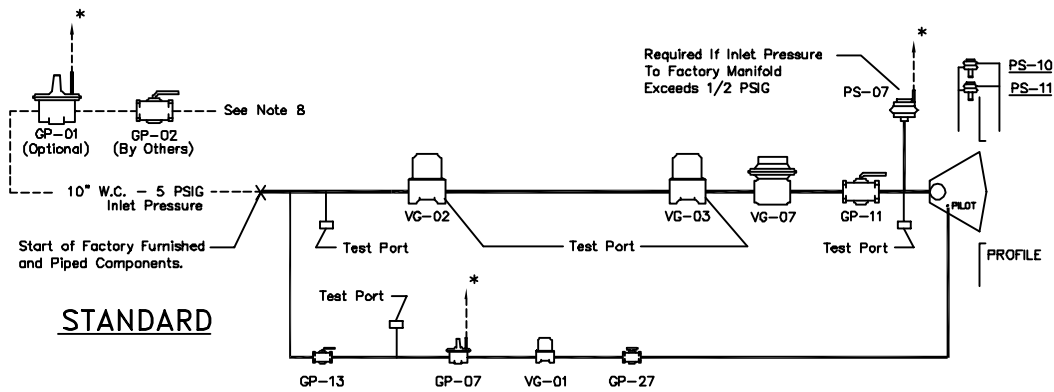 *
*
Required If Inlet Pressure
To Factory Manifold
Exceeds 1/2 PSIG
PS-07
PS-10
PS-11
See Note 8
GP-01
(Optional)
GP-02
(By Others)
10" W.C. - 5 PSIG
Inlet Pressure
VG-02
VG-03
VG-07
GP-11
PILOT
Start of Factory Furnished
and Piped Components.
Test Port
Test Port
Test Port
PROFILE
Test Port
*
STANDARD
GP-13
GP-07
VG-01
GP-27